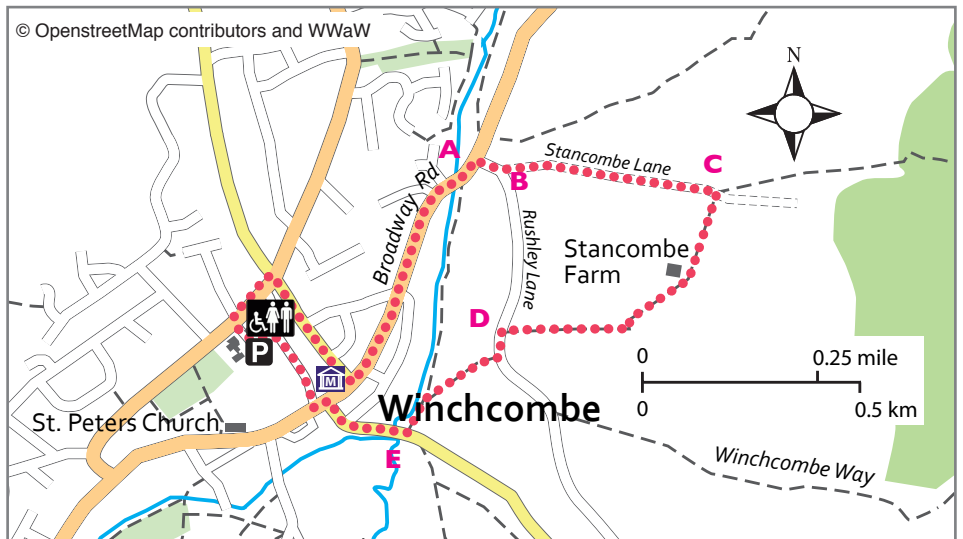 © OpenstreetMap contributors and WWaW
N
A
Stancombe Lane
C
B
Broadway Rd
Rushley Lane
Stancombe
Farm
D
P
0
0.25 mile
M
0
0.5 km
Winchcombe
St. Peters Church
E
Winchcombe Way